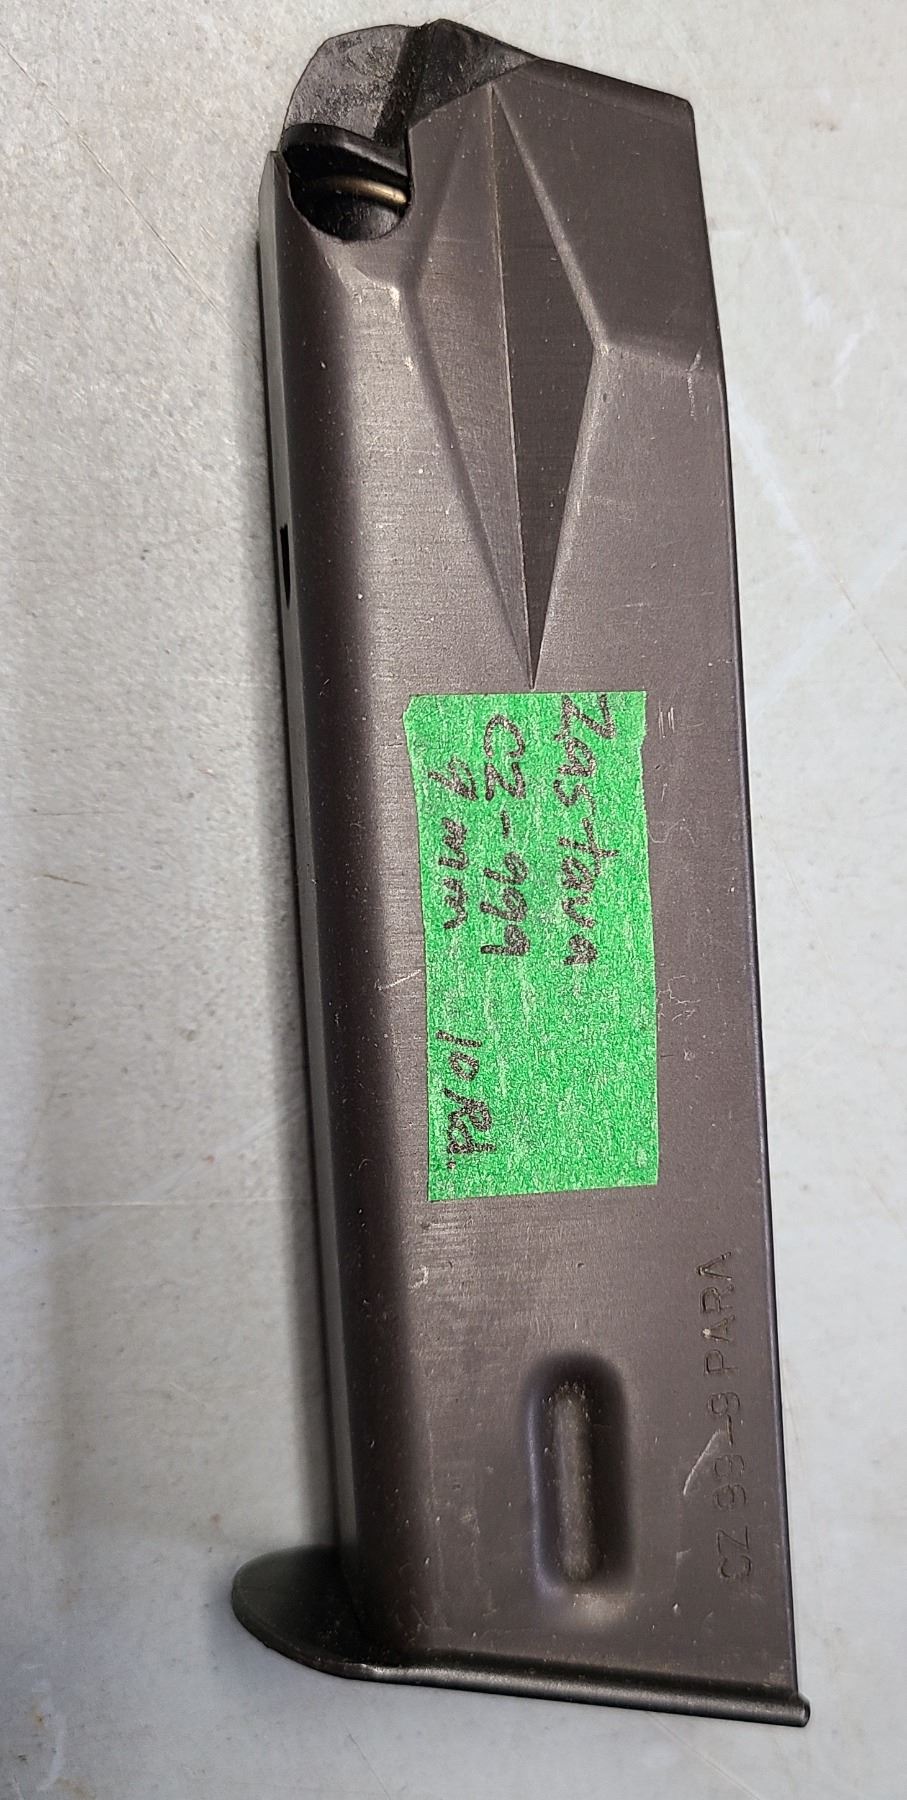 Zastava
CZ-999
9 mm 10 Rd.
CZ 99-9 PARA